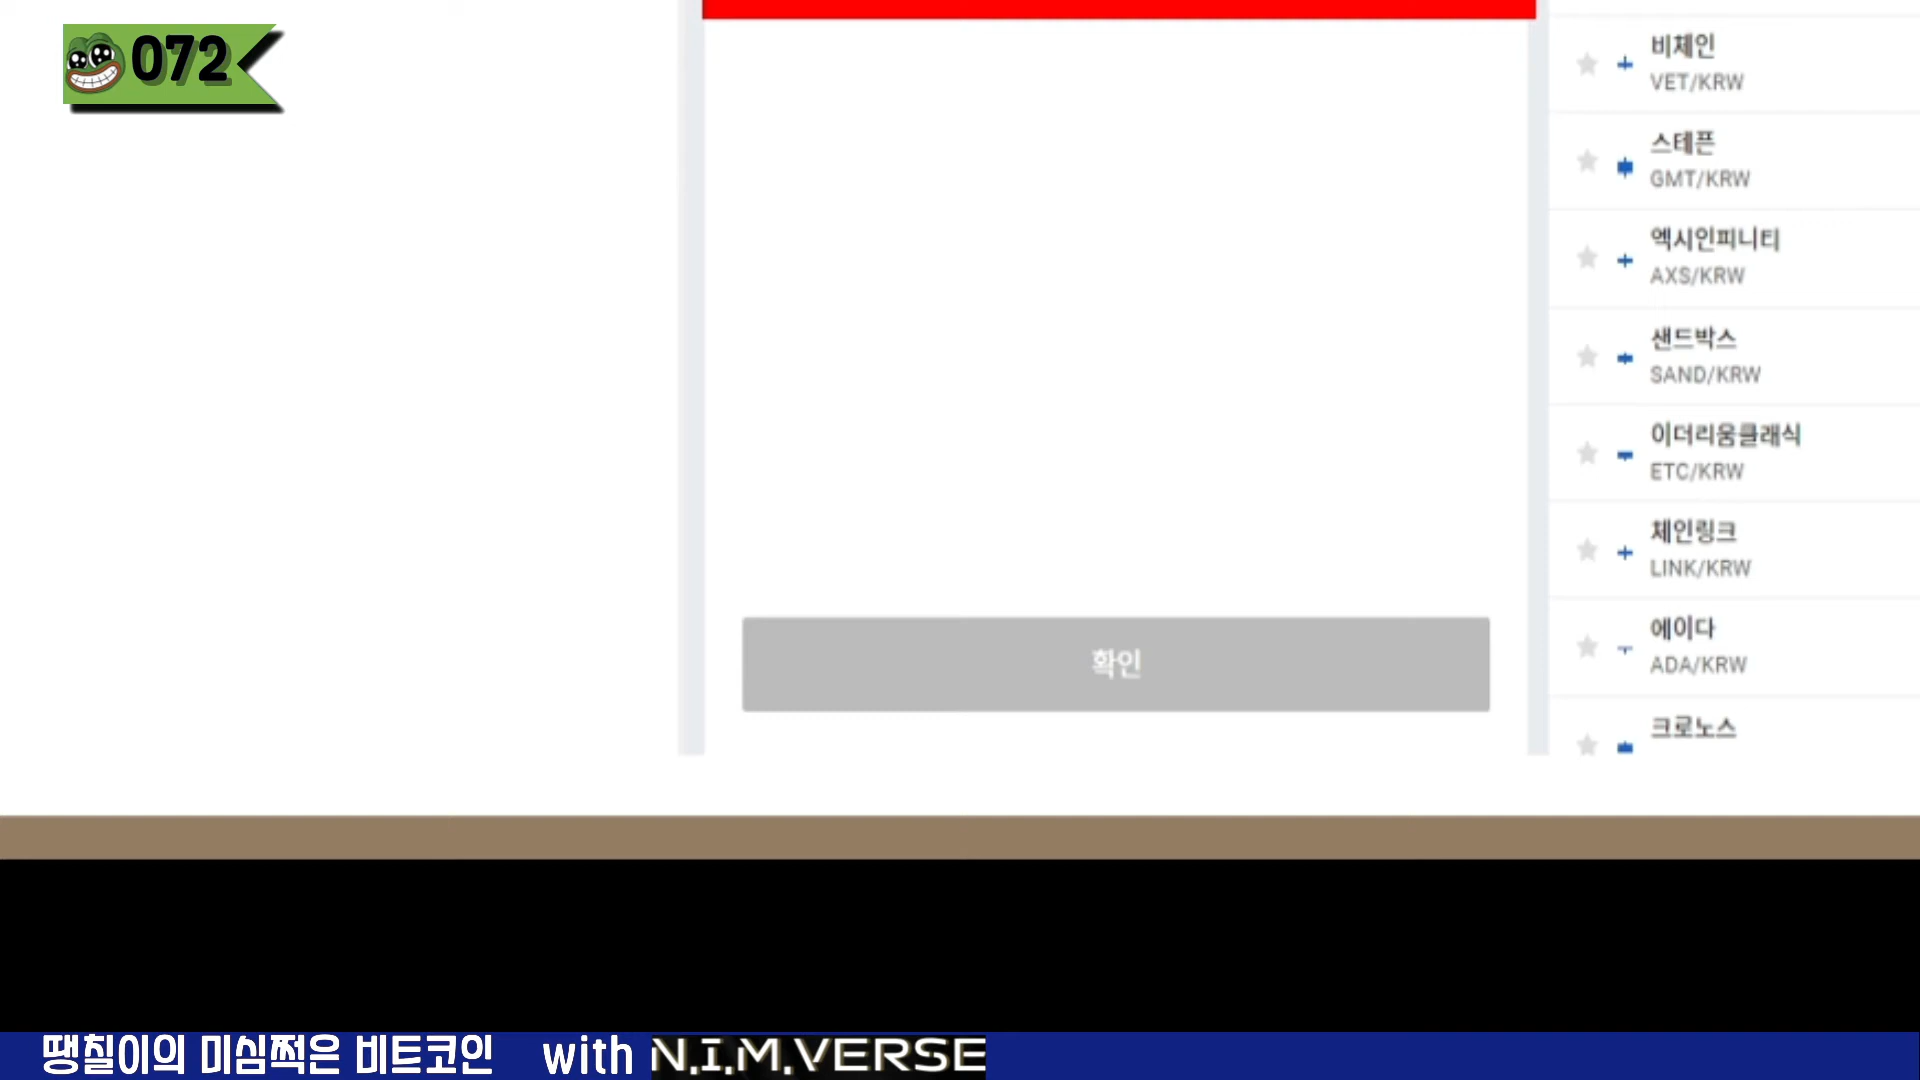 072
비체인
VET/KRW
스테픈
GMT/KRW
엑시인피니티
AXS/KRW
샌드박스
SAND/KRW
이더리움클래식
ETC/KRW
체인링크
LINK/KRW
에이다
ADA/KRW
크로노스
확인
땡칠이의 미심쩍은 비트코인 with N.I.M.VERSE